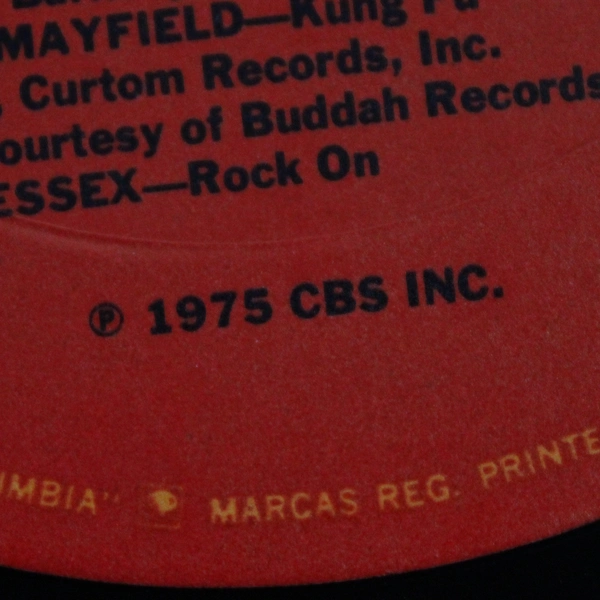 MAYFIELD—Kung Fu
, Curtom Records, Inc.
ourtesy of Buddah Records
ESSEX—Rock On
℗ 1975 CBS INC.
UMBIA" MARCAS REG. PRINTE